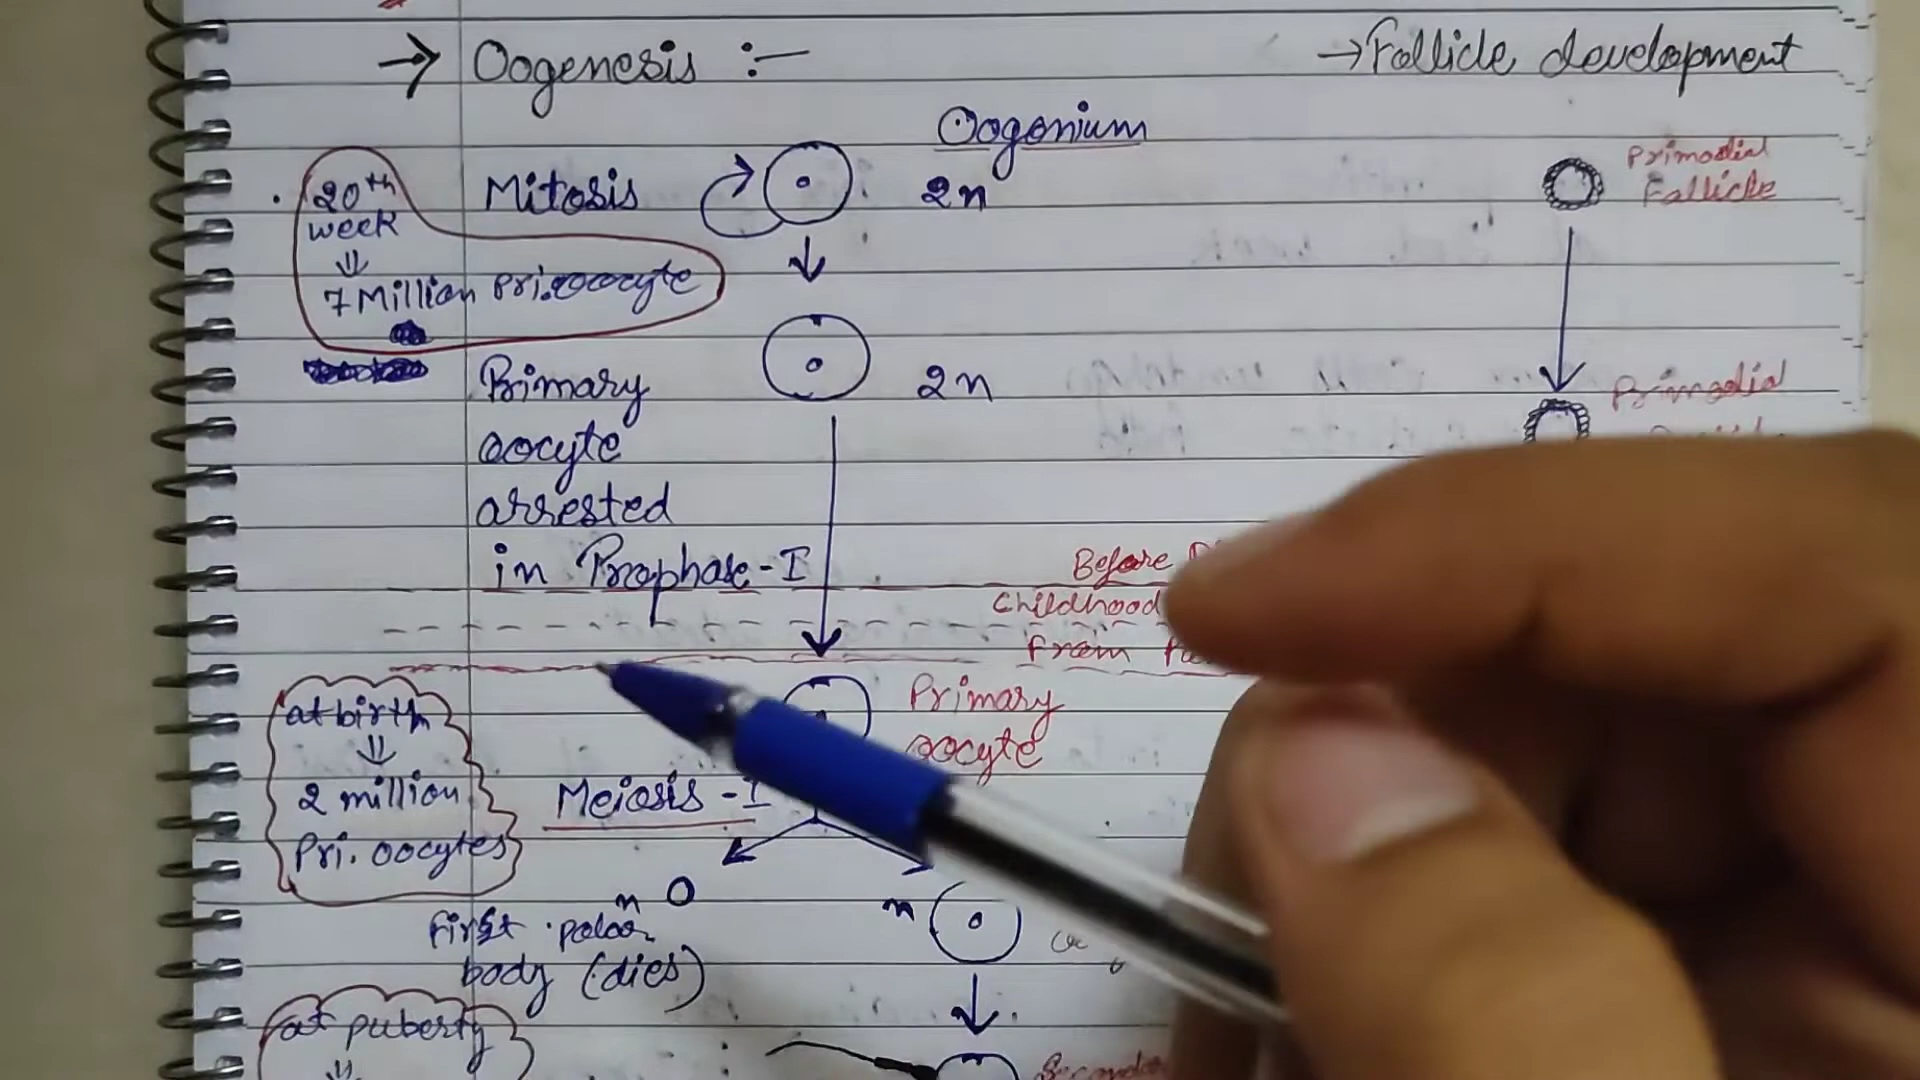 → Oogenesis :-
→ Follicle development
Oogonium
20th
week
⇓
7 Million Pri.oocyte
Mitosis
2n
Primodial
Follicle
Primary
oocyte
arrested
in Prophase-I
2n
Primodial
Before
Childhood
From
at birth
⇓
2 million
Pri. oocytes
Primary
oocyte
Meiosis-I
n
n
First polar
body (dies)
at puberty
⇓